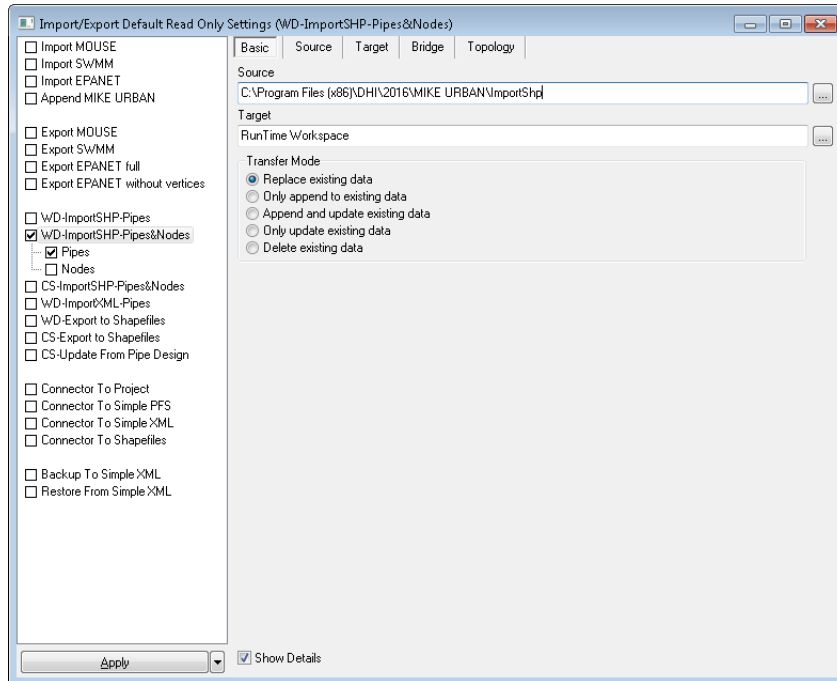 Import/Export Default Read Only Settings (WD-ImportSHP-Pipes&Nodes)
Import MOUSE
Import SWMM
Import EPANET
Append MIKE URBAN
Export MOUSE
Export SWMM
Export EPANET full
Export EPANET without vertices
WD-ImportSHP-Pipes
WD-ImportSHP-Pipes&Nodes
Pipes
Nodes
CS-ImportSHP-Pipes&Nodes
WD-ImportXML-Pipes
WD-Export to Shapefiles
CS-Export to Shapefiles
CS-Update From Pipe Design
Connector To Project
Connector To Simple PFS
Connector To Simple XML
Connector To Shapefiles
Backup To Simple XML
Restore From Simple XML
Apply
Basic Source Target Bridge Topology
Source
C:\Program Files (x86)\DHI\2016\MIKE URBAN\ImportShp
...
Target
RunTime Workspace
...
Transfer Mode
Replace existing data
Only append to existing data
Append and update existing data
Only update existing data
Delete existing data
Show Details